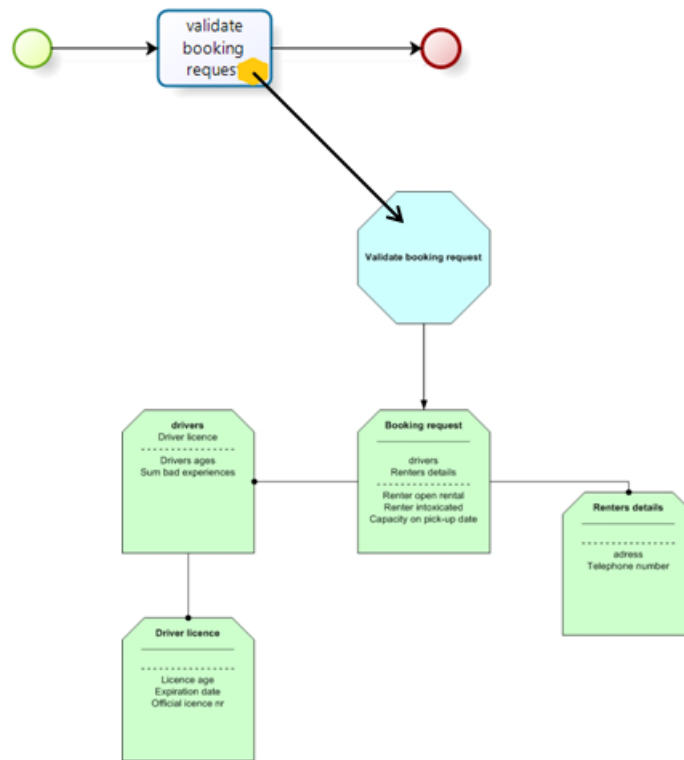 validate
booking
request
Validate booking request
drivers
Driver licence
Drivers ages
Sum bad experiences
Booking request
drivers
Renters details
Renter open rental
Renter intoxicated
Capacity on pick-up date
Renters details
adress
Telephone number
Driver licence
Licence age
Expiration date
Official icence nr